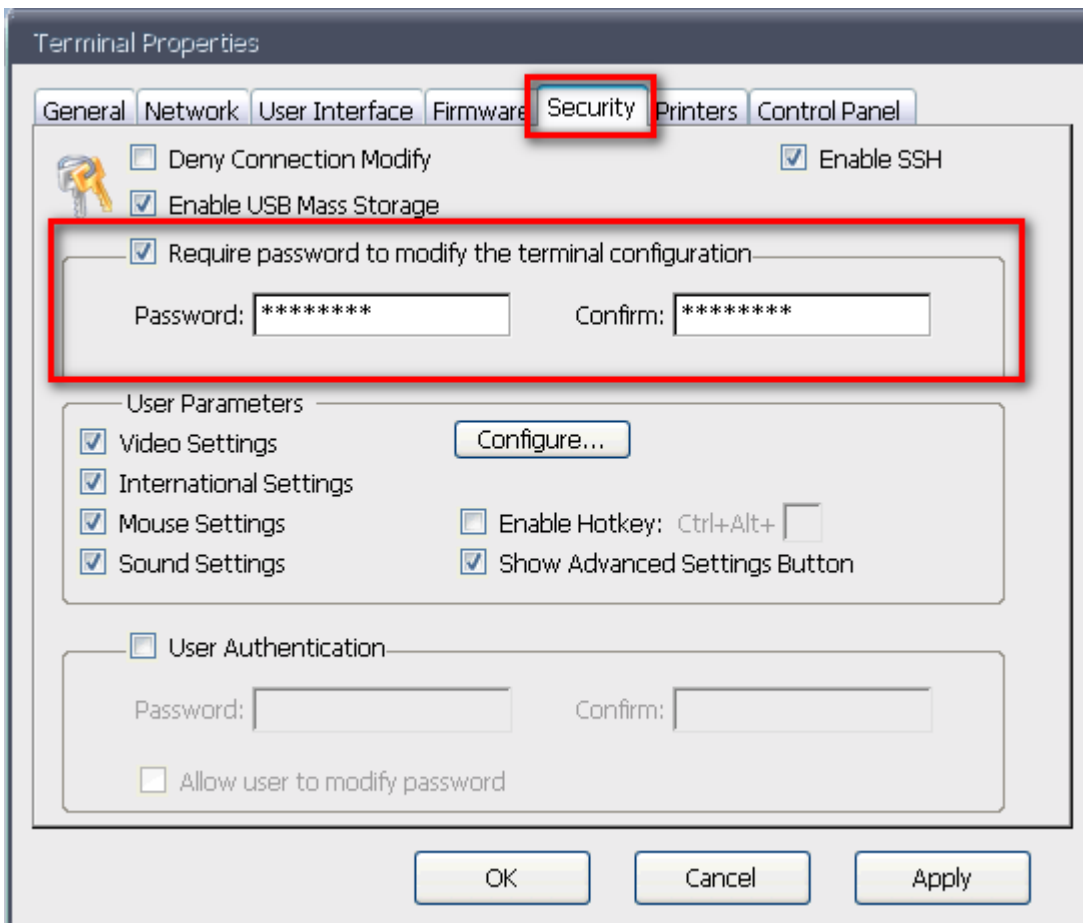 Terminal Properties
General Network User Interface Firmware Security Printers Control Panel
Deny Connection Modify Enable SSH
Enable USB Mass Storage
Require password to modify the terminal configuration
Password: ******** Confirm: ********
User Parameters
Video Settings Configure...
International Settings
Mouse Settings Enable Hotkey: Ctrl+Alt+
Sound Settings Show Advanced Settings Button
User Authentication
Password: Confirm:
Allow user to modify password
OK Cancel Apply